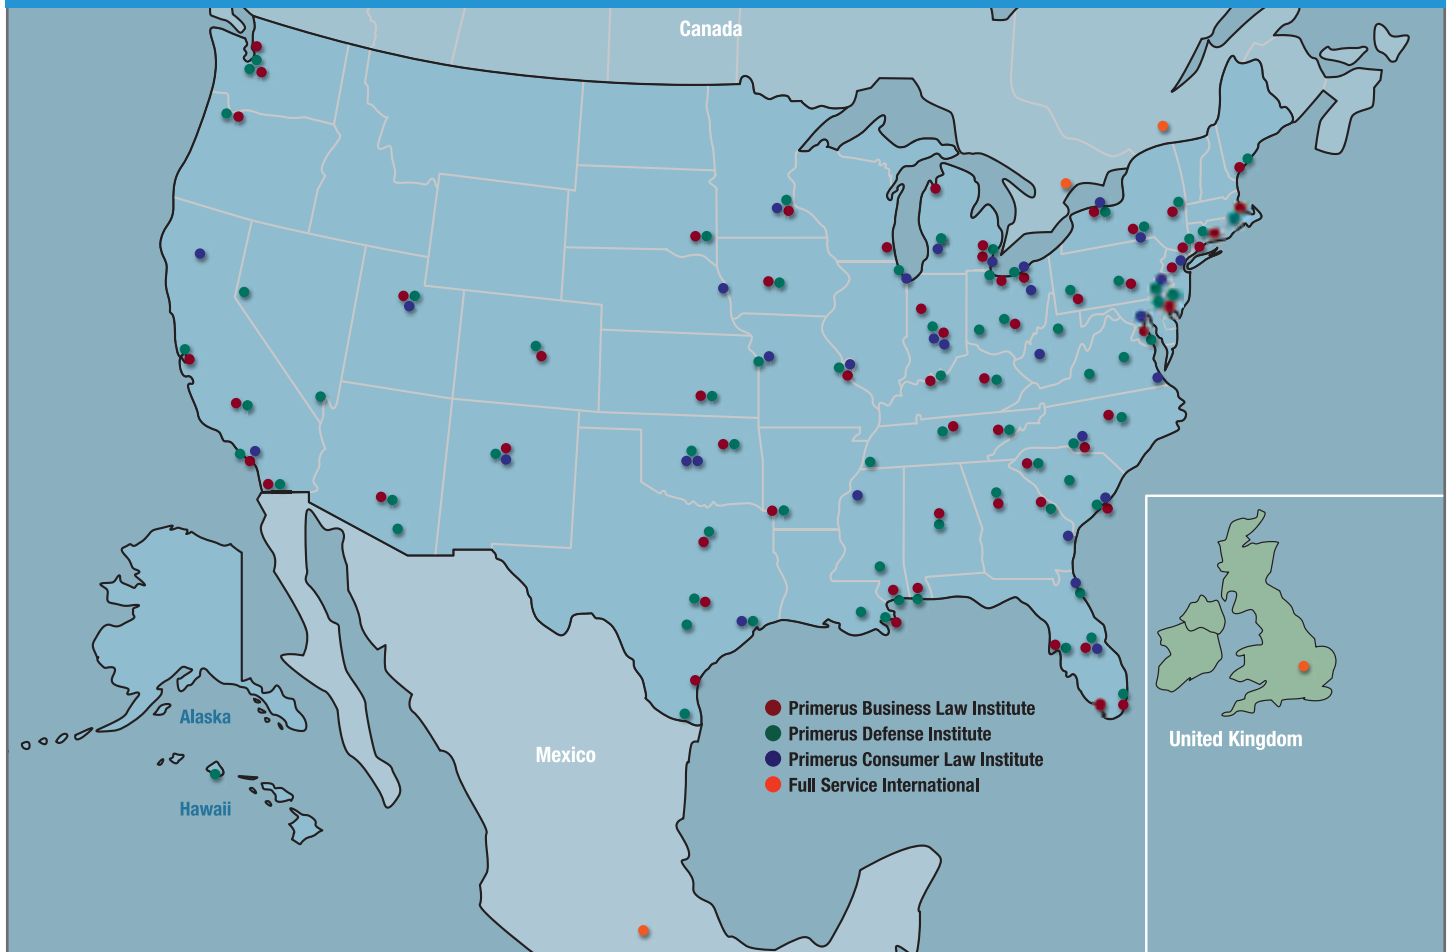 Canada
Primerus Business Law Institute
Primerus Defense Institute
Primerus Consumer Law Institute
Full Service International
Alaska
Hawaii
Mexico
United Kingdom